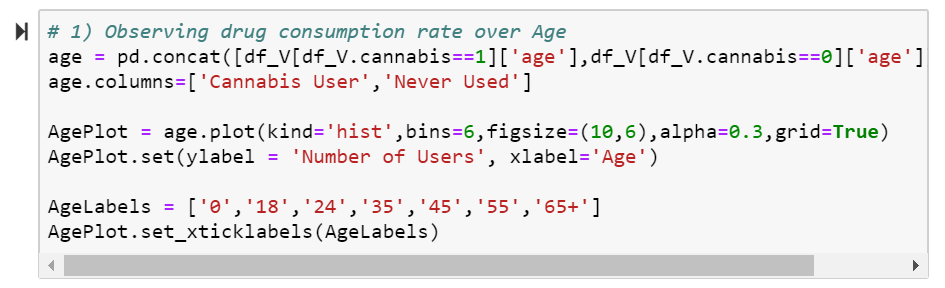 # 1) Observing drug consumption rate over Age
age = pd.concat([df_V[df_V.cannabis==1]['age'],df_V[df_V.cannabis==0]['age']
age.columns=['Cannabis User','Never Used']
AgePlot = age.plot(kind='hist',bins=6,figsize=(10,6),alpha=0.3,grid=True)
AgePlot.set(ylabel = 'Number of Users', xlabel='Age')
AgeLabels = ['0','18','24','35','45','55','65+']
AgePlot.set_xticklabels(AgeLabels)